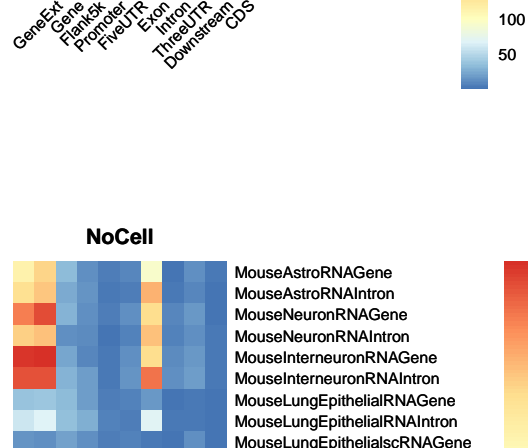 GeneExt
Gene
Flank5k
Promoter
FiveUTR
Exon
Intron
ThreeUTR
Downstream
CDS
100
50
NoCell
MouseAstroRNAGene
MouseAstroRNAIntron
MouseNeuronRNAGene
MouseNeuronRNAIntron
MouseInterneuronRNAGene
MouseInterneuronRNAIntron
MouseLungEpithelialRNAGene
MouseLungEpithelialRNAIntron
MouseLungEpithelialscRNAGene